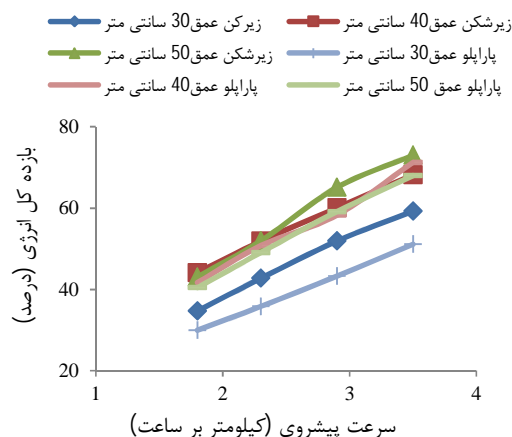 زیرکن عمق30 سانتی متر
زیرشکن عمق40 سانتی متر
زیرشکن عمق50 سانتی متر
پاراپلو عمق30 سانتی متر
پاراپلو عمق40 سانتی متر
پاراپلو عمق 50 سانتی متر
بازده کل انرژی (درصد)
80
60
40
20
1 2 3 4
سرعت پیشروی (کیلومتر بر ساعت)